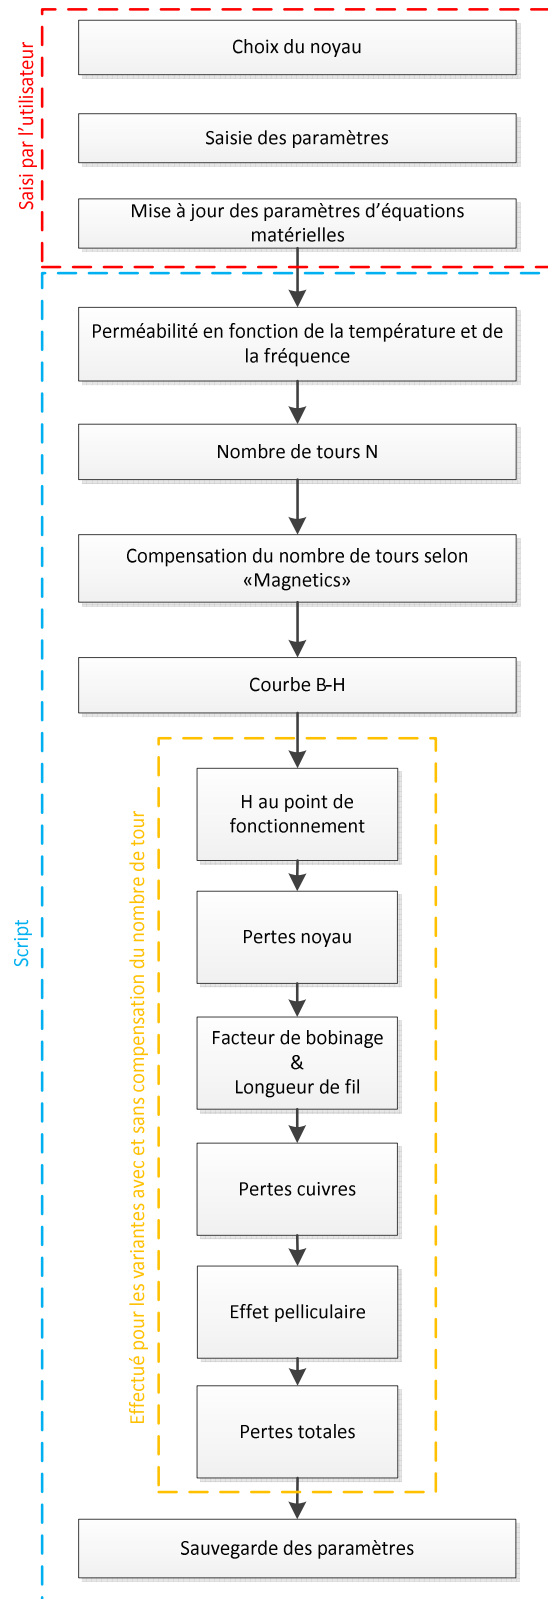 Saisi par l'utilisateur
Choix du noyau
Saisie des paramètres
Mise à jour des paramètres d'équations
matérielles
Script
Perméabilité en fonction de la température et de
la fréquence
Nombre de tours N
Compensation du nombre de tours selon
«Magnetics»
Courbe B-H
Effectué pour les variantes avec et sans compensation du nombre de tour
H au point de
fonctionnement
Pertes noyau
Facteur de bobinage
&
Longueur de fil
Pertes cuivres
Effet pelliculaire
Pertes totales
Sauvegarde des paramètres